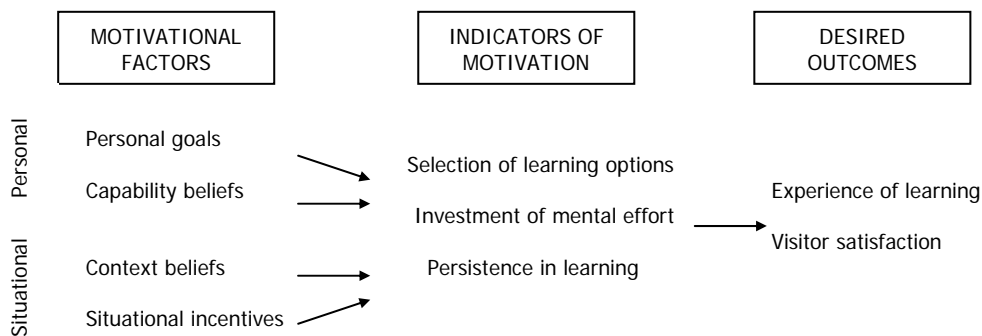 MOTIVATIONAL
FACTORS
INDICATORS OF
MOTIVATION
DESIRED
OUTCOMES
Personal
Personal goals
Capability beliefs
Situational
Context beliefs
Situational incentives
Selection of learning options
Investment of mental effort
Persistence in learning
Experience of learning
Visitor satisfaction